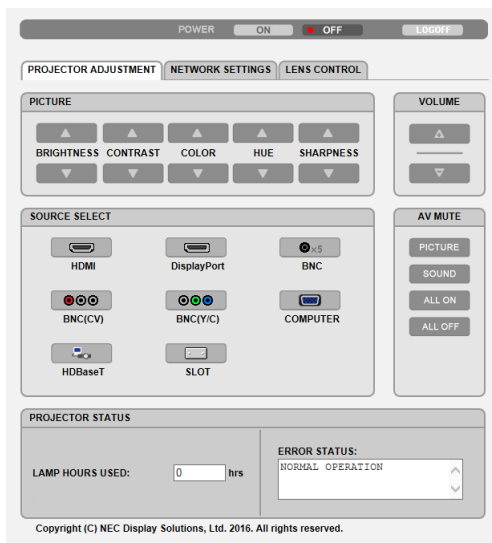 POWER ON OFF LOGOFF
PROJECTOR ADJUSTMENT NETWORK SETTINGS LENS CONTROL
PICTURE
BRIGHTNESS CONTRAST COLOR HUE SHARPNESS
VOLUME
SOURCE SELECT
HDMI DisplayPort ×5 BNC
BNC(CV) BNC(Y/C) COMPUTER
HDBaseT SLOT
AV MUTE
PICTURE
SOUND
ALL ON
ALL OFF
PROJECTOR STATUS
LAMP HOURS USED: 0 hrs
ERROR STATUS:
NORMAL OPERATION
Copyright (C) NEC Display Solutions, Ltd. 2016. All rights reserved.